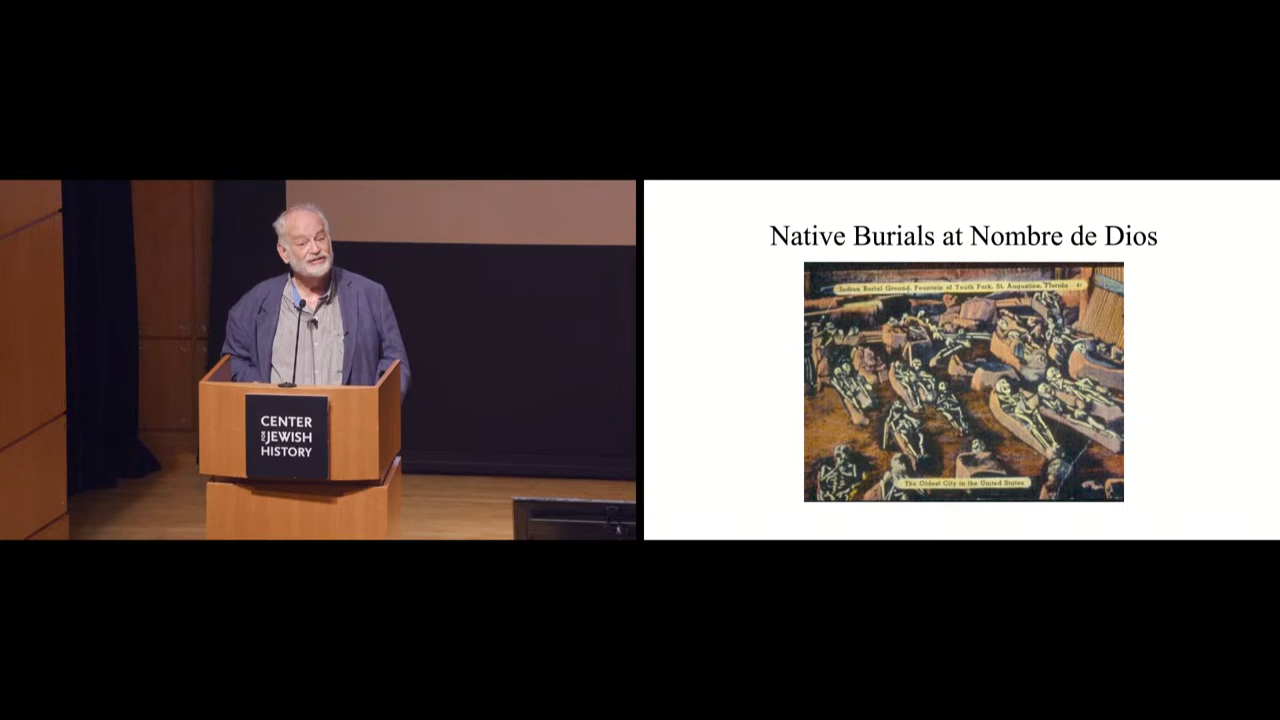 CENTER
FOR
JEWISH
HISTORY
Native Burials at Nombre de Dios
Indian Burial Ground, Fountain of Youth Park, St. Augustine, Florida
The Oldest City in the United States